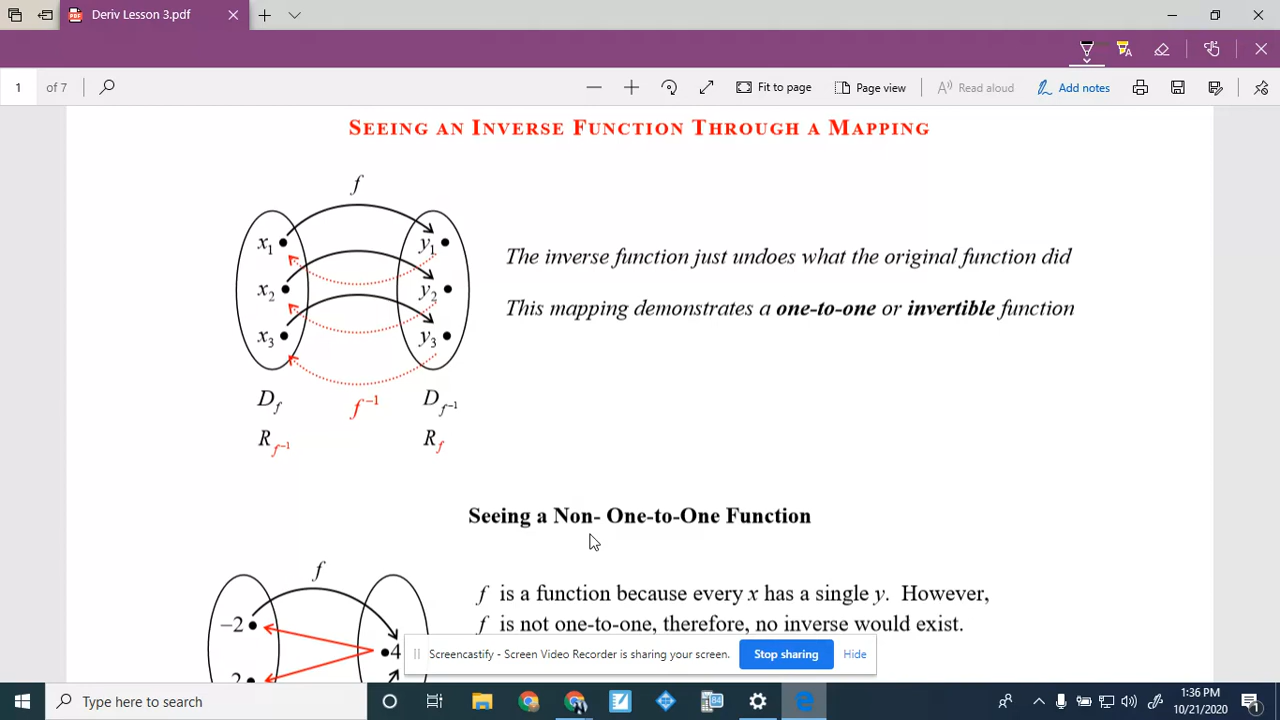 Deriv Lesson 3.pdf
1 of 7
Fit to page
Page view
Read aloud
Add notes
SEEING AN INVERSE FUNCTION THROUGH A MAPPING
f
x₁
y₁
The inverse function just undoes what the original function did
x₂
y₂
This mapping demonstrates a one-to-one or invertible function
x₃
y₃
D_f
f⁻¹
D_f⁻¹
R_f⁻¹
R_f
Seeing a Non- One-to-One Function
f
f is a function because every x has a single y. However,
−2
f is not one-to-one, therefore, no inverse would exist.
4
Screencastify - Screen Video Recorder is sharing your screen.
Stop sharing
Hide
Type here to search
1:36 PM
10/21/2020